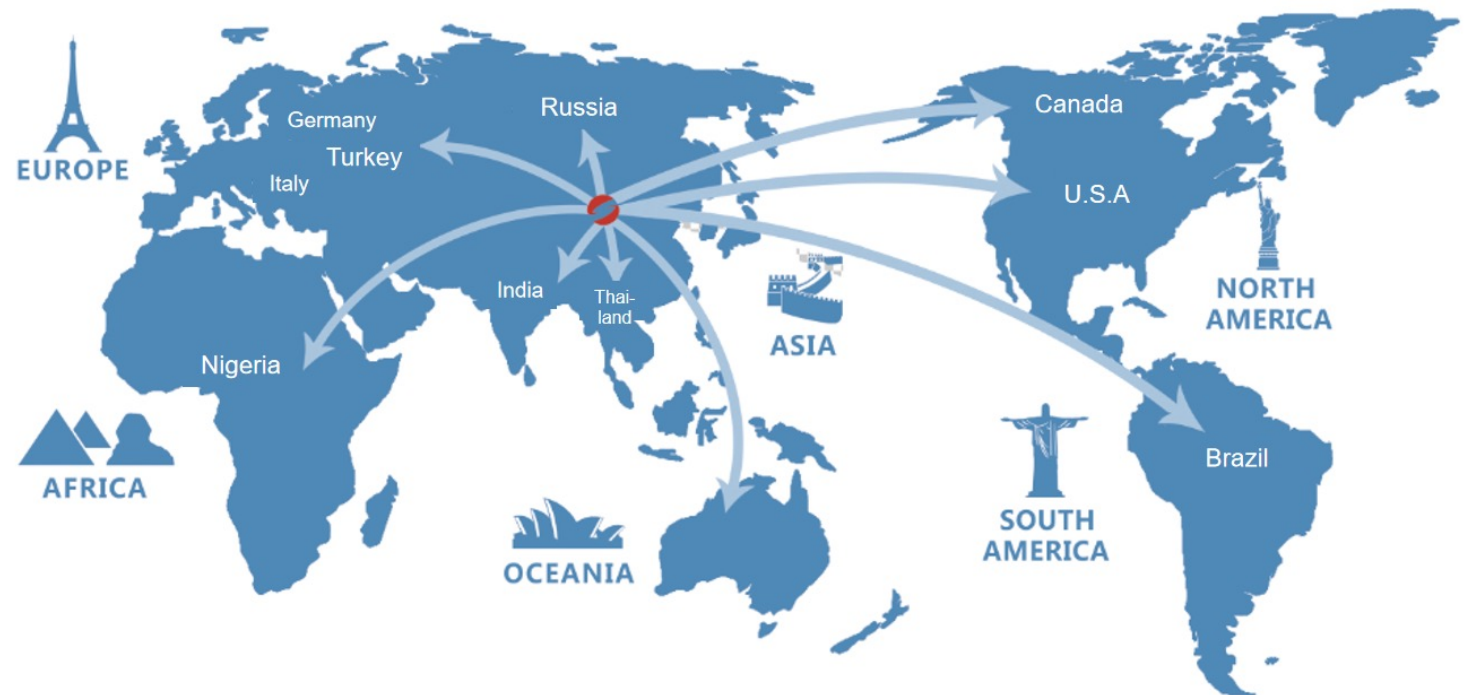 EUROPE
Germany
Turkey
Italy
Russia
Canada
U.S.A
NORTH
AMERICA
India
Thai-
land
ASIA
Nigeria
AFRICA
OCEANIA
SOUTH
AMERICA
Brazil